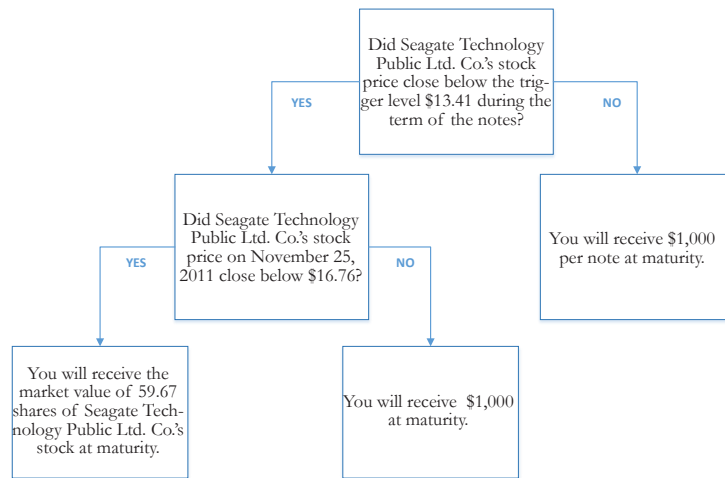 Did Seagate Technology
Public Ltd. Co.'s stock
price close below the trig-
ger level $13.41 during the
term of the notes?
YES
NO
Did Seagate Technology
Public Ltd. Co.'s stock
price on November 25,
2011 close below $16.76?
You will receive $1,000
per note at maturity.
YES
NO
You will receive the
market value of 59.67
shares of Seagate Tech-
nology Public Ltd. Co.'s
stock at maturity.
You will receive $1,000
at maturity.